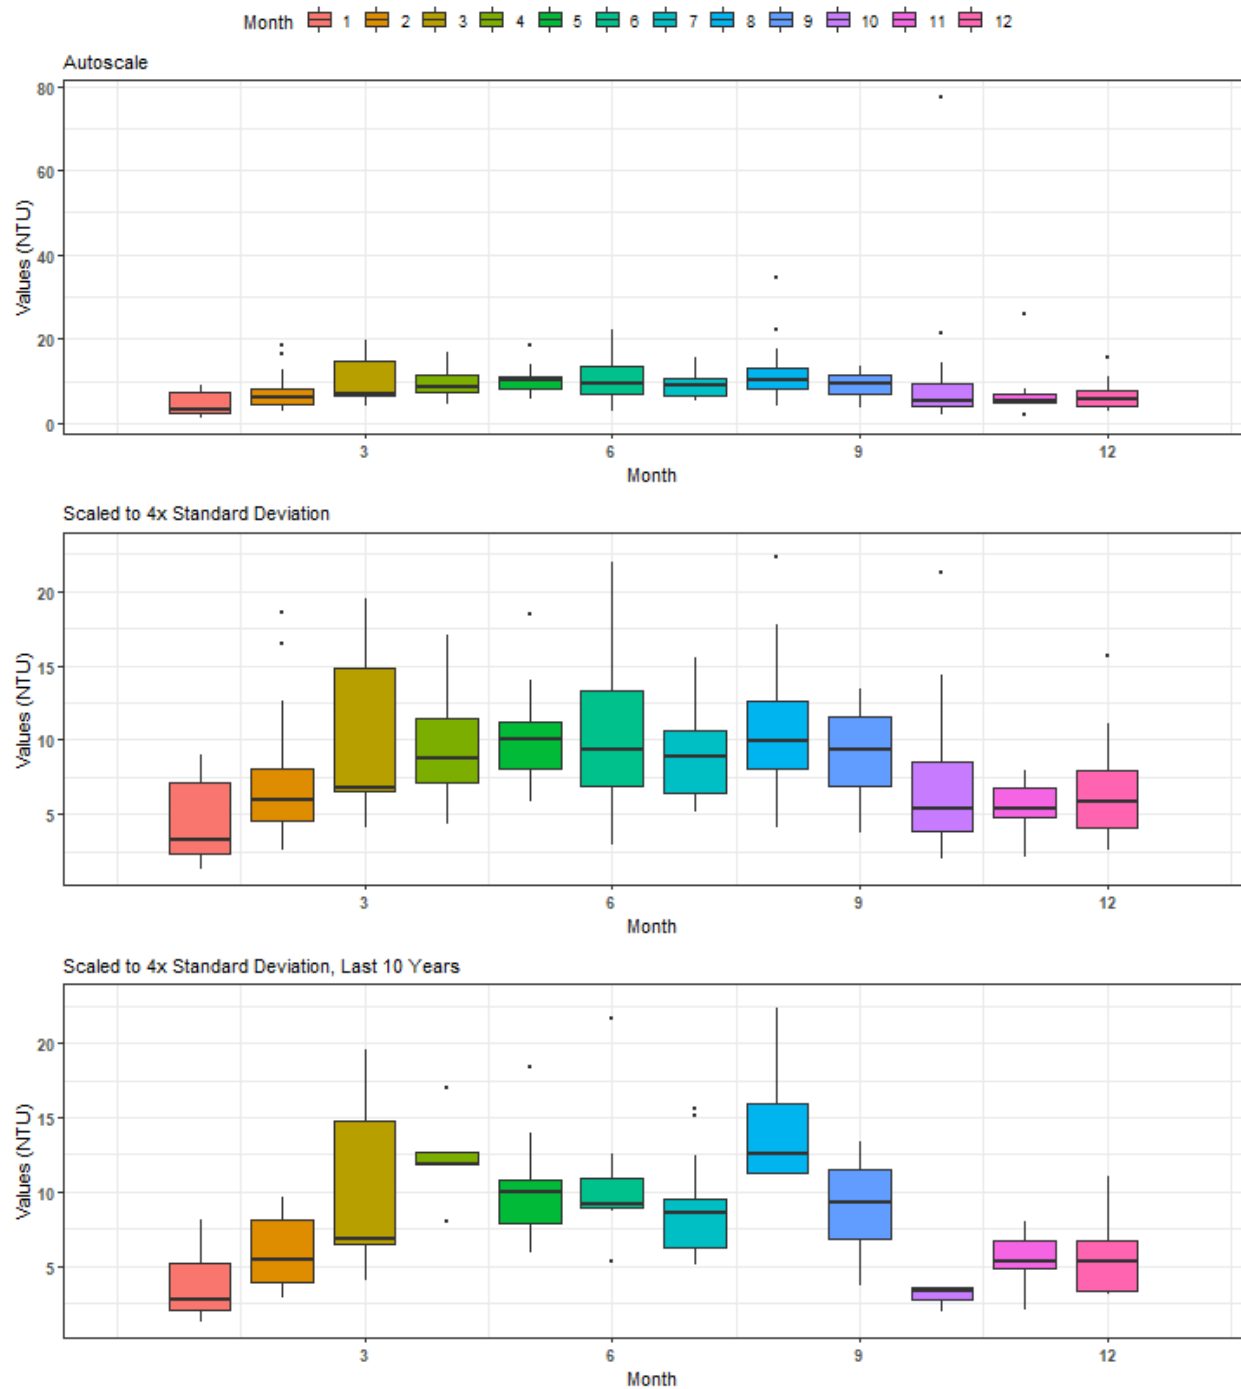 Month 1 2 3 4 5 6 7 8 9 10 11 12
Autoscale
80
60
40
20
0
Values (NTU)
3 6 9 12
Month
Scaled to 4x Standard Deviation
20
15
10
5
Values (NTU)
3 6 9 12
Month
Scaled to 4x Standard Deviation, Last 10 Years
20
15
10
5
Values (NTU)
3 6 9 12
Month